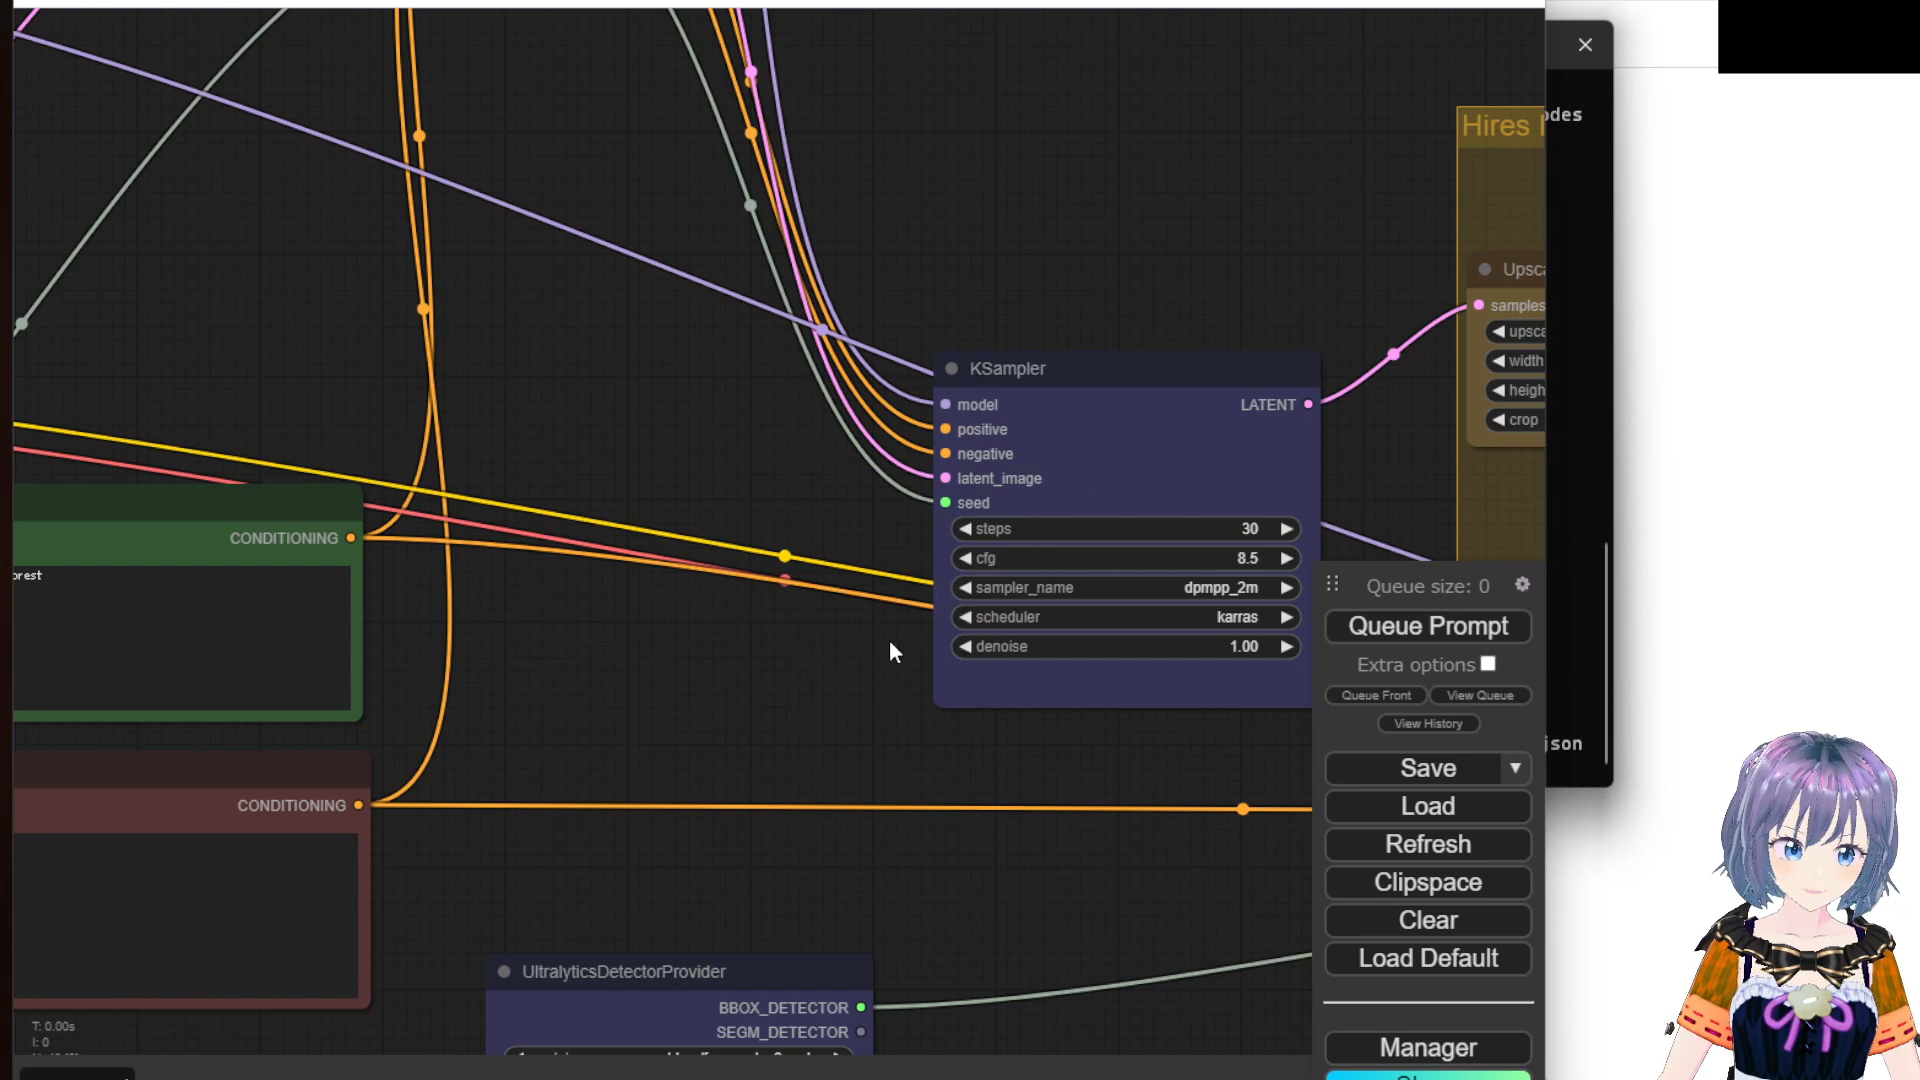 odes
Hires
Upsca
samples
upsca
width
heigh
crop
KSampler
model
LATENT
positive
negative
latent_image
seed
steps 30
cfg 8.5
sampler_name dpmpp_2m
scheduler karras
denoise 1.00
CONDITIONING
orest
CONDITIONING
UltralyticsDetectorProvider
BBOX_DETECTOR
SEGM_DETECTOR
T: 0.00s
I: 0
Queue size: 0
Queue Prompt
Extra options
Queue Front View Queue
View History
Save
Load
Refresh
Clipspace
Clear
Load Default
Manager
json